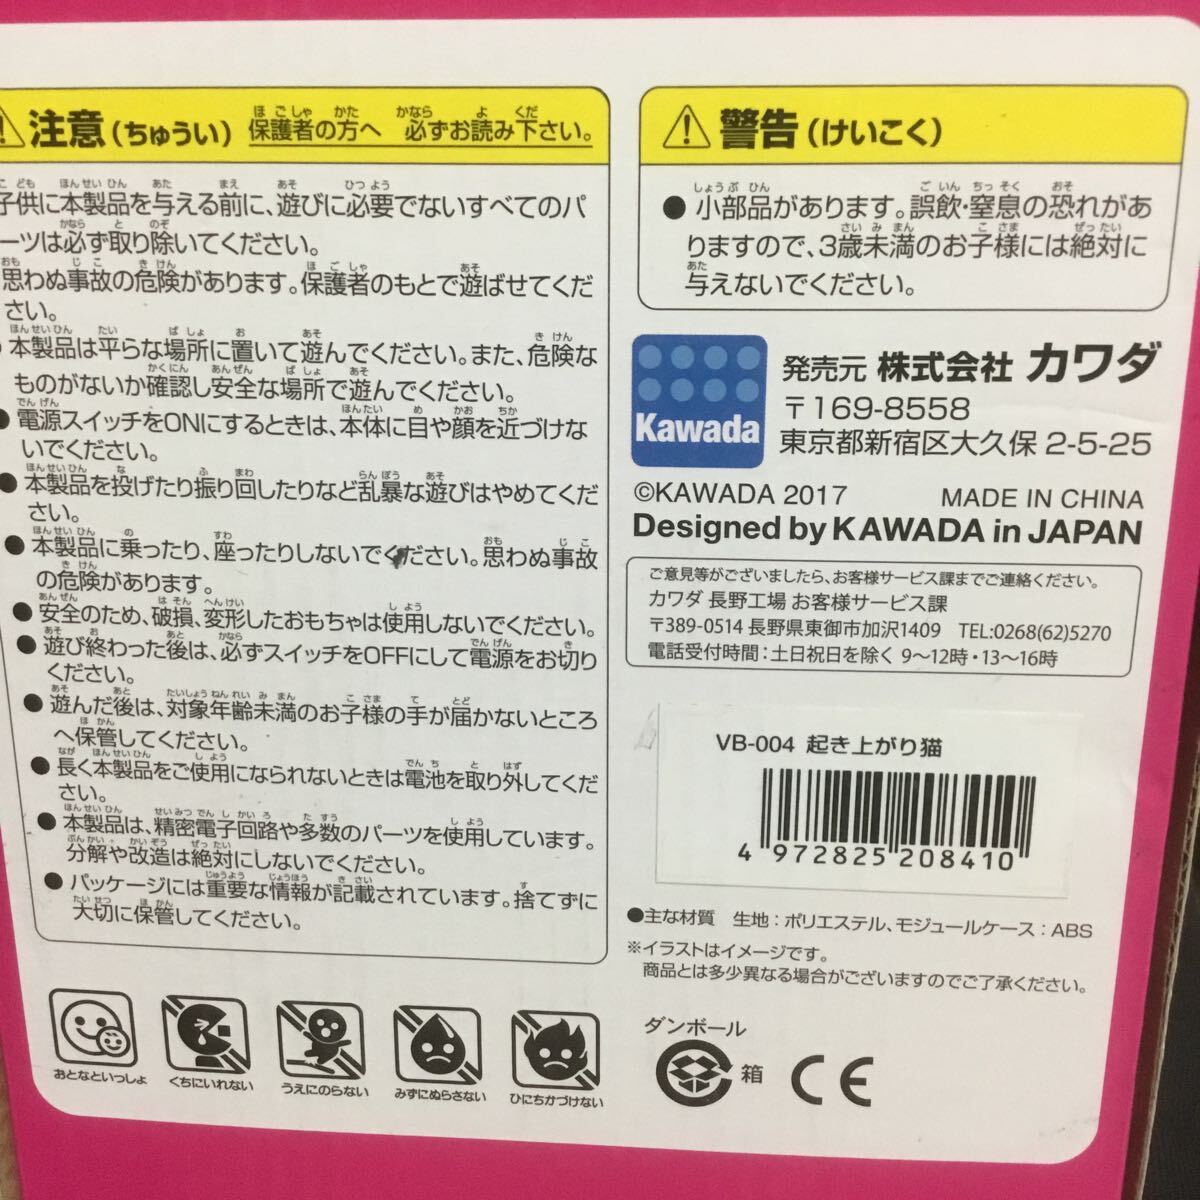 注意(ちゅうい) 保護者の方へ 必ずお読み下さい。
子供に本製品を与える前に、遊びに必要でないすべてのパ
ーツは必ず取り除いてください。
思わぬ事故の危険があります。保護者のもとで遊ばせてくだ
さい。
本製品は平らな場所に置いて遊んでください。また、危険な
ものがないか確認し安全な場所で遊んでください。
●電源スイッチをONにするときは、本体に目や顔を近づけな
いでください。
●本製品を投げたり振り回したりなど乱暴な遊びはやめてくだ
さい。
●本製品に乗ったり、座ったりしないでください。思わぬ事故
の危険があります。
●安全のため、破損、変形したおもちゃは使用しないでください。
●遊び終わった後は、必ずスイッチをOFFにして電源をお切り
ください。
●遊んだ後は、対象年齢未満のお子様の手が届かないところ
へ保管してください。
●長く本製品をご使用になられないときは電池を取り外してくだ
さい。
●本製品は、精密電子回路や多数のパーツを使用しています。
分解や改造は絶対にしないでください。
●パッケージには重要な情報が記載されています。捨てずに
大切に保管してください。
おとなといっしょ
くちにいれない
うえにのらない
みずにぬらさない
ひにちかづけない
警告(けいこく)
●小部品があります。誤飲・窒息の恐れがあ
りますので、3歳未満のお子様には絶対に
与えないでください。
Kawada
発売元 株式会社 カワダ
〒169-8558
東京都新宿区大久保 2-5-25
©KAWADA 2017 MADE IN CHINA
Designed by KAWADA in JAPAN
ご意見等がございましたら、お客様サービス課までご連絡ください。
カワダ 長野工場 お客様サービス課
〒389-0514 長野県東御市加沢1409 TEL:0268(62)5270
電話受付時間:土日祝日を除く 9〜12時・13〜16時
VB-004 起き上がり猫
4 972825 208410
●主な材質 生地:ポリエステル、モジュールケース:ABS
※イラストはイメージです。
商品とは多少異なる場合がございますのでご了承ください。
ダンボール
箱
CE